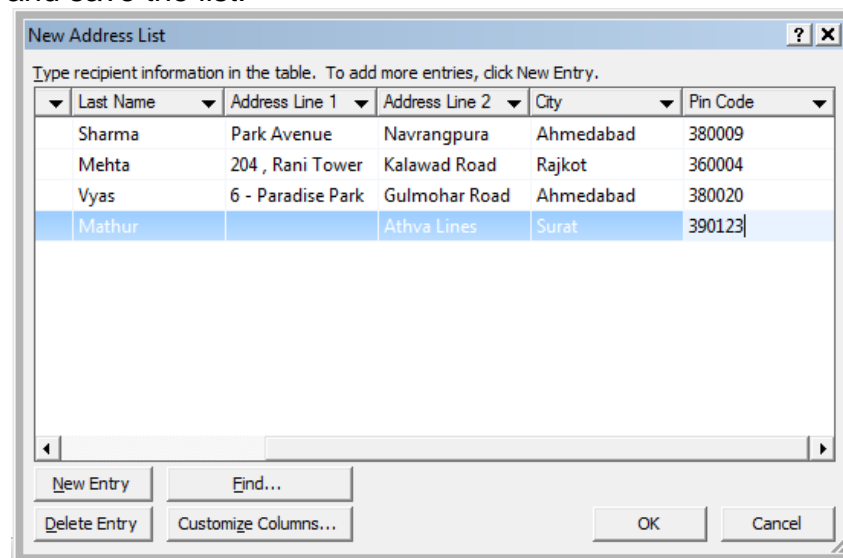 and save the list.
New Address List
Type recipient information in the table. To add more entries, click New Entry.
Last Name Address Line 1 Address Line 2 City Pin Code
Sharma Park Avenue Navrangpura Ahmedabad 380009
Mehta 204 , Rani Tower Kalawad Road Rajkot 360004
Vyas 6 - Paradise Park Gulmohar Road Ahmedabad 380020
Mathur Athva Lines Surat 390123
New Entry Find...
Delete Entry Customize Columns... OK Cancel